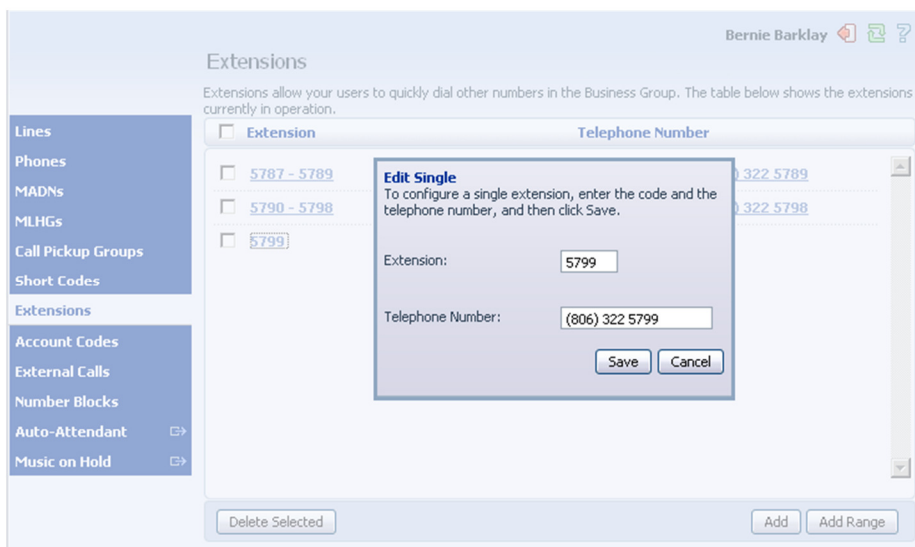 Bernie Barklay
Extensions
Extensions allow your users to quickly dial other numbers in the Business Group. The table below shows the extensions
currently in operation.
Lines
Phones
MADNs
MLHGs
Call Pickup Groups
Short Codes
Extensions
Account Codes
External Calls
Number Blocks
Auto-Attendant
Music on Hold
Extension Telephone Number
5787 - 5789 ) 322 5789
5790 - 5798 ) 322 5798
5799
Edit Single
To configure a single extension, enter the code and the
telephone number, and then click Save.
Extension: 5799
Telephone Number: (806) 322 5799
Save Cancel
Delete Selected Add Add Range